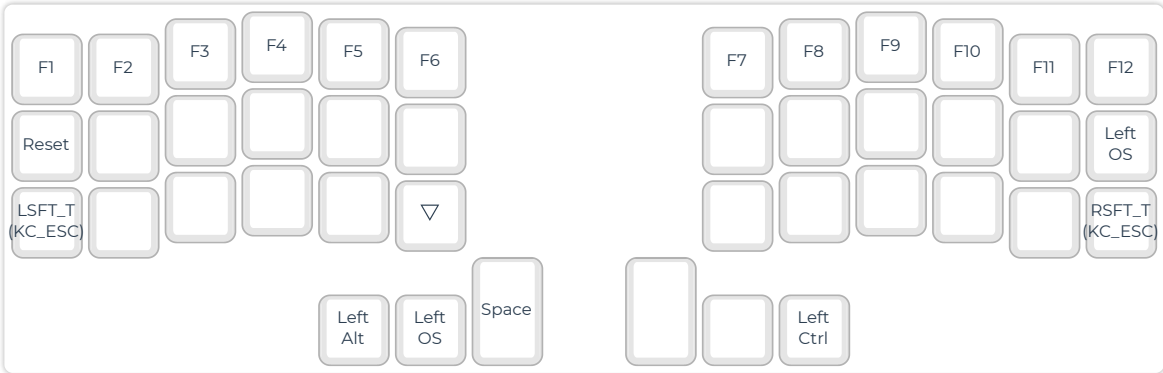 F1 F2 F3 F4 F5 F6 F7 F8 F9 F10 F11 F12
Reset
Left
OS
LSFT_T
(KC_ESC)
▽
RSFT_T
(KC_ESC)
Left
Alt
Left
OS
Space
Left
Ctrl